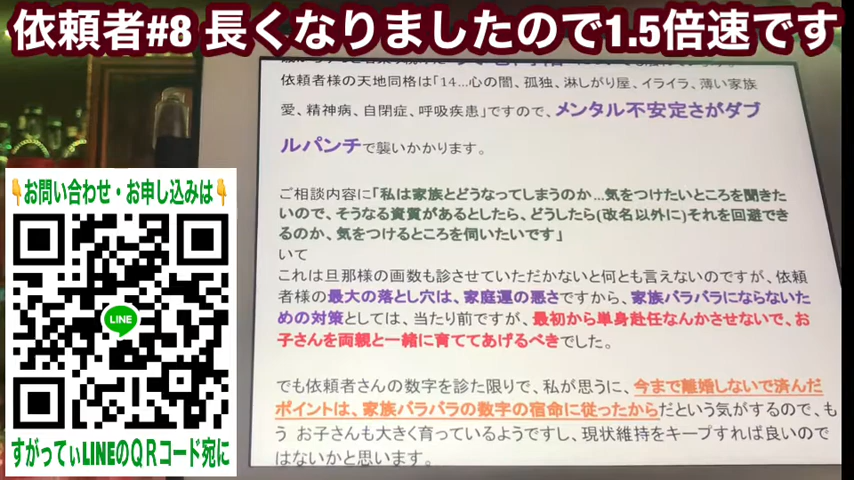 依頼者#8 長くなりましたので1.5倍速です
依頼者様の天地同格は「14…心の闇、孤独、淋しがり屋、イライラ、薄い家族
愛、精神病、自閉症、呼吸疾患」ですので、メンタル不安定さがダブ
ルパンチで襲いかかります。
ご相談内容に「私は家族とどうなってしまうのか…気をつけたいところを聞きた
いので、そうなる資質があるとしたら、どうしたら(改名以外に)それを回避でき
るのか、気をつけるところを伺いたいです」
いて
これは旦那様の画数も診させていただかないと何とも言えないのですが、依頼
者様の最大の落とし穴は、家庭運の悪さですから、家族バラバラにならないた
めの対策としては、当たり前ですが、最初から単身赴任なんかさせないで、お
子さんを両親と一緒に育ててあげるべきでした。
でも依頼者さんの数字を診た限りで、私が思うに、今まで離婚しないで済んだ
ポイントは、家族バラバラの数字の宿命に従ったからだという気がするので、も
う お子さんも大きく育っているようですし、現状維持をキープすれば良いので
はないかと思います。
👇お問い合わせ・お申し込みは👇
LINE
すがってぃLINEのQRコード宛に